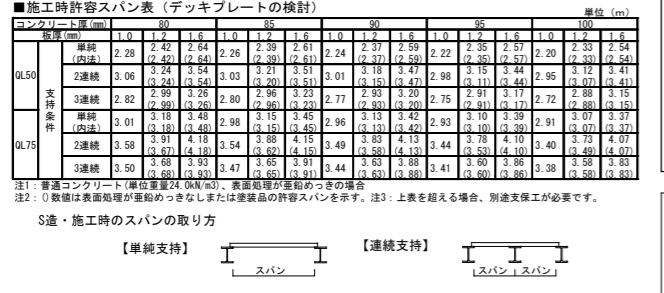 ■施工時許容スパン表（デッキプレートの検討）
単位（m）
コンクリート厚(mm) 80 85 90 95 100
板厚(mm) 1.0 1.2 1.6 1.0 1.2 1.6 1.0 1.2 1.6 1.0 1.2 1.6 1.0 1.2 1.6
QL50 支持条件 単純(内法) 2.28 2.42 2.64 2.26 2.39 2.61 2.24 2.37 2.59 2.22 2.35 2.57 2.20 2.33 2.54
(2.42) (2.64) (2.39) (2.61) (2.37) (2.59) (2.35) (2.57) (2.33) (2.54)
2連続 3.06 3.24 3.54 3.03 3.21 3.51 3.01 3.18 3.47 2.98 3.15 3.44 2.95 3.12 3.41
(3.24) (3.54) (3.20) (3.51) (3.15) (3.47) (3.11) (3.44) (3.07) (3.41)
3連続 2.82 2.99 3.26 2.80 2.96 3.23 2.77 2.93 3.20 2.75 2.91 3.17 2.72 2.88 3.15
(2.99) (3.26) (2.96) (3.23) (2.93) (3.20) (2.91) (3.17) (2.88) (3.15)
QL75 単純(内法) 3.01 3.18 3.48 2.98 3.15 3.45 2.96 3.13 3.42 2.93 3.10 3.39 2.91 3.07 3.37
(3.18) (3.48) (3.15) (3.45) (3.13) (3.42) (3.10) (3.39) (3.07) (3.37)
2連続 3.58 3.91 4.18 3.54 3.88 4.15 3.49 3.83 4.13 3.44 3.78 4.10 3.40 3.73 4.07
(3.67) (4.18) (3.62) (4.15) (3.58) (4.13) (3.53) (4.10) (3.49) (4.07)
3連続 3.50 3.68 3.93 3.47 3.65 3.91 3.44 3.63 3.88 3.41 3.60 3.86 3.38 3.58 3.83
(3.68) (3.93) (3.65) (3.91) (3.63) (3.88) (3.60) (3.86) (3.58) (3.83)
注1：普通コンクリート(単位重量24.0kN/m3)、表面処理が亜鉛めっきの場合
注2：()数値は表面処理が亜鉛めっきなしまたは塗装品の許容スパンを示す。注3：上表を超える場合、別途支保工が必要です。
S造・施工時のスパンの取り方
【単純支持】
スパン
【連続支持】
スパン スパン